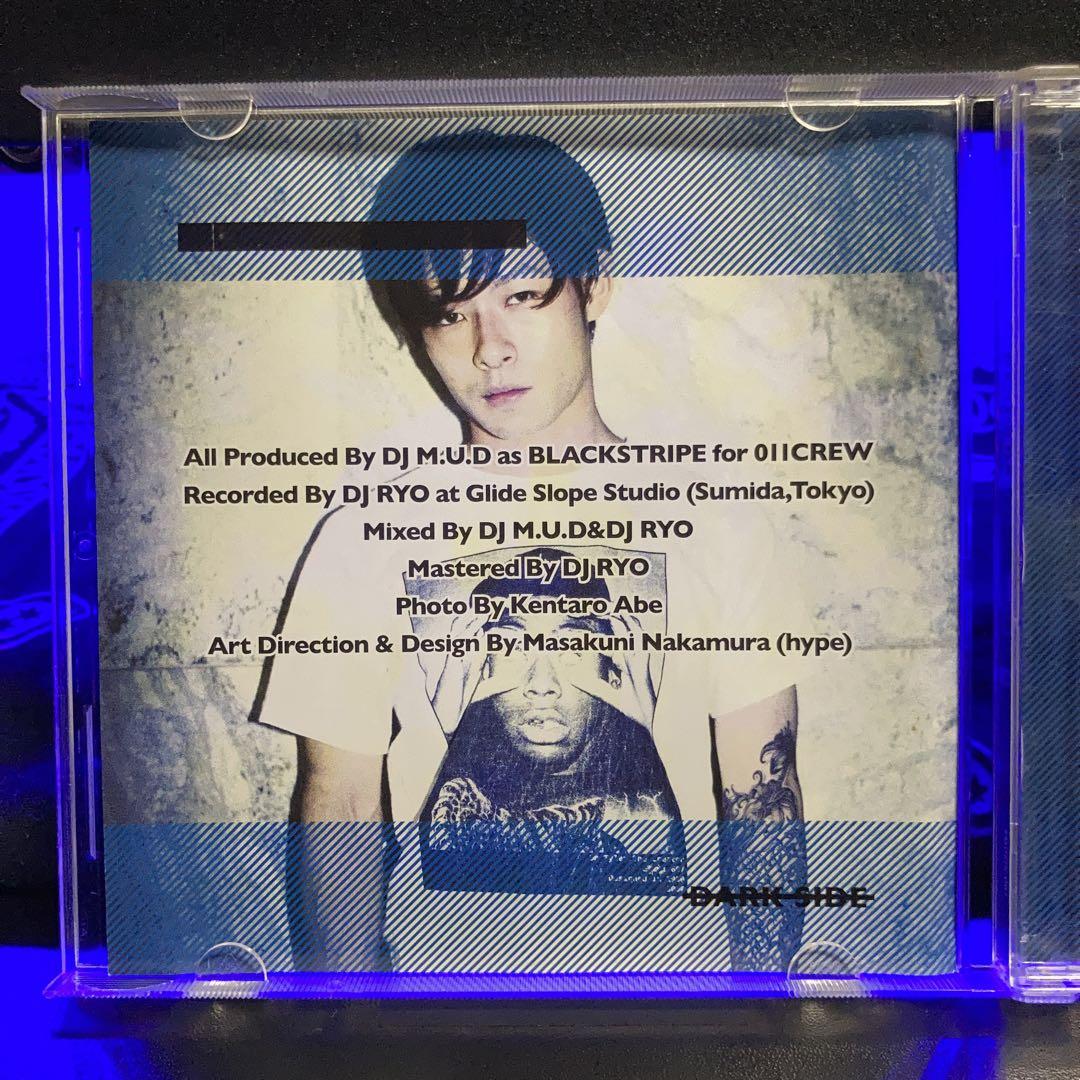 All Produced By DJ M.U.D as BLACKSTRIPE for 011CREW
Recorded By DJ RYO at Glide Slope Studio (Sumida,Tokyo)
Mixed By DJ M.U.D&DJ RYO
Mastered By DJ RYO
Photo By Kentaro Abe
Art Direction & Design By Masakuni Nakamura (hype)
DARK SIDE